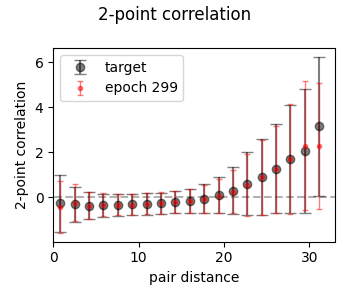 2-point correlation
target
epoch 299
2-point correlation
6
4
2
0
0
10
20
30
pair distance